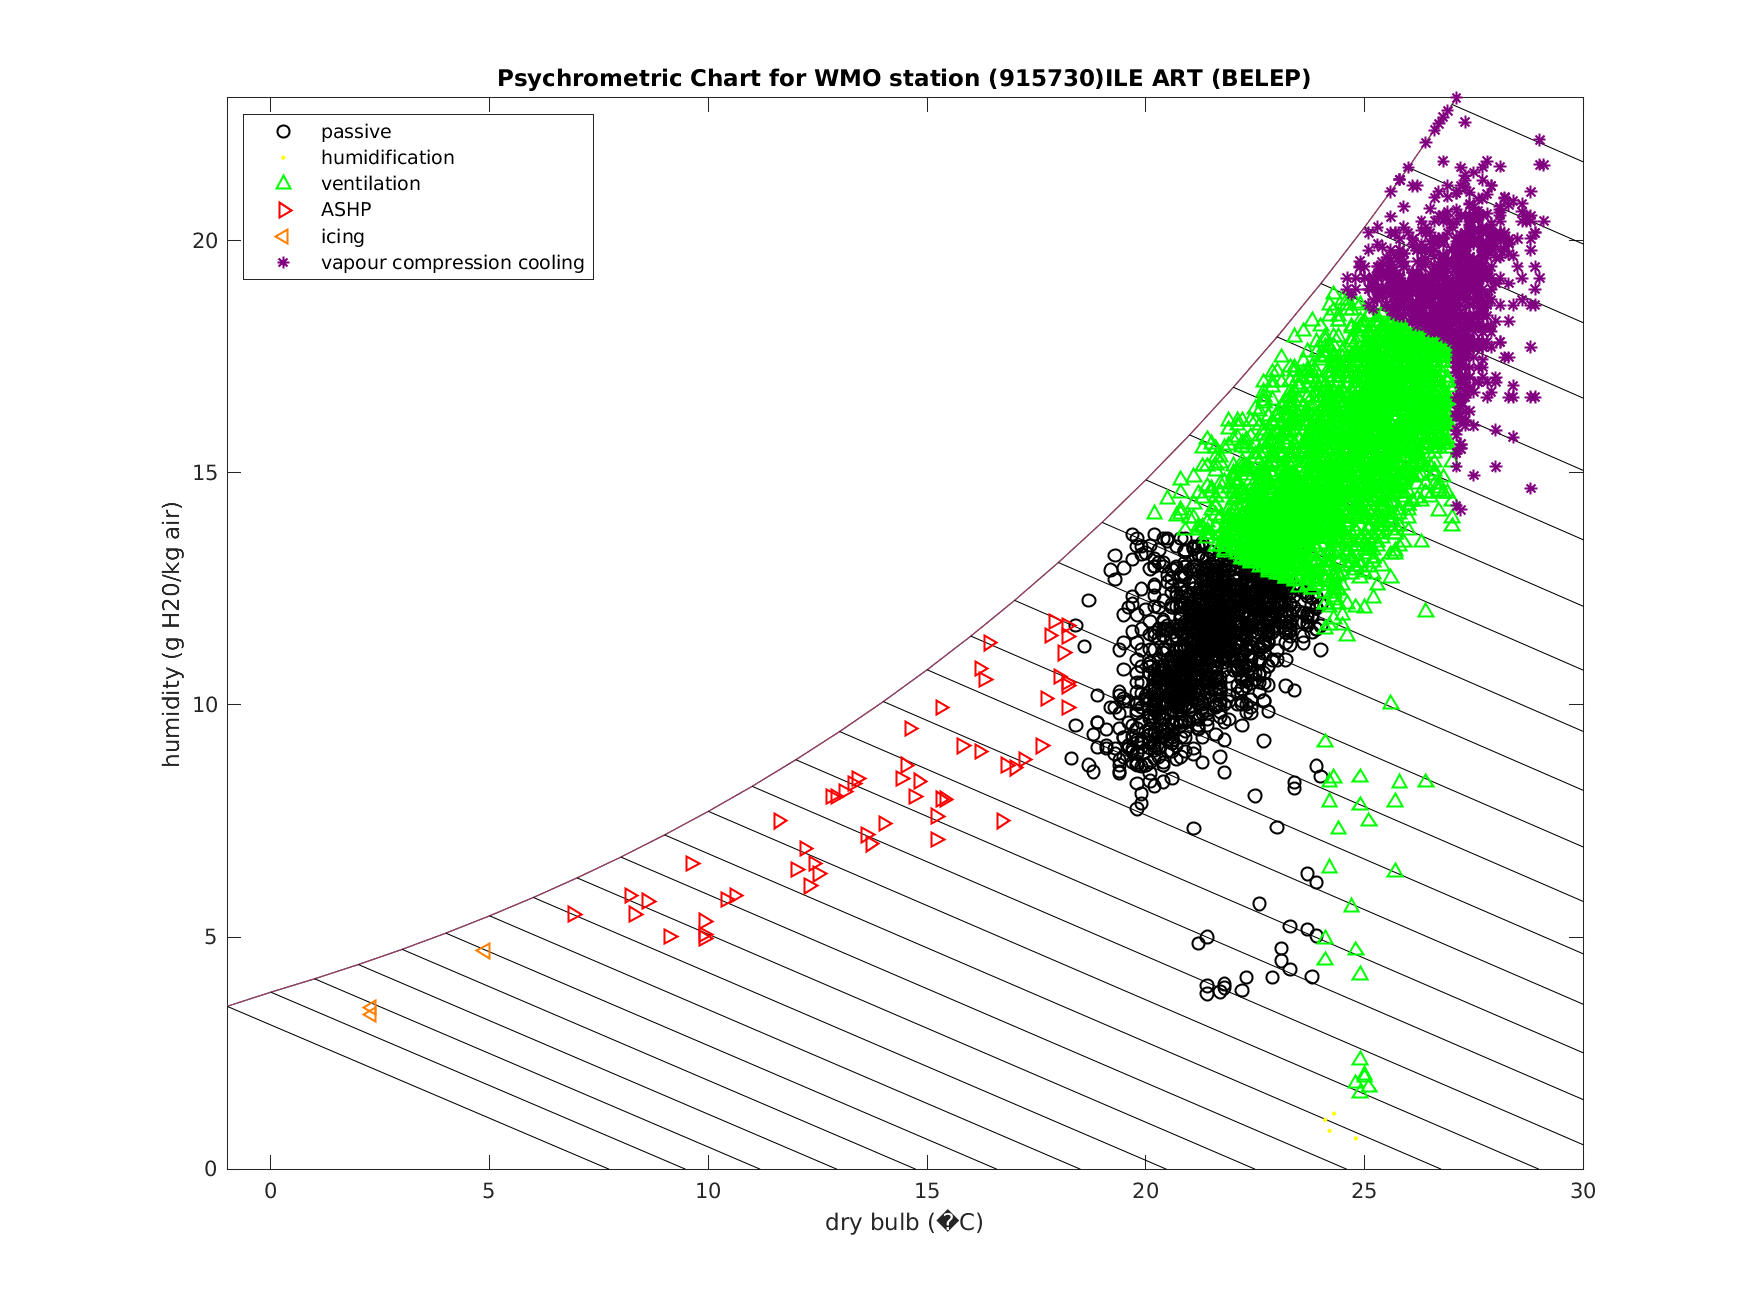 Psychrometric Chart for WMO station (915730)ILE ART (BELEP)
passive
humidification
ventilation
ASHP
icing
vapour compression cooling
20
15
10
5
0
humidity (g H20/kg air)
0 5 10 15 20 25 30
dry bulb (�C)